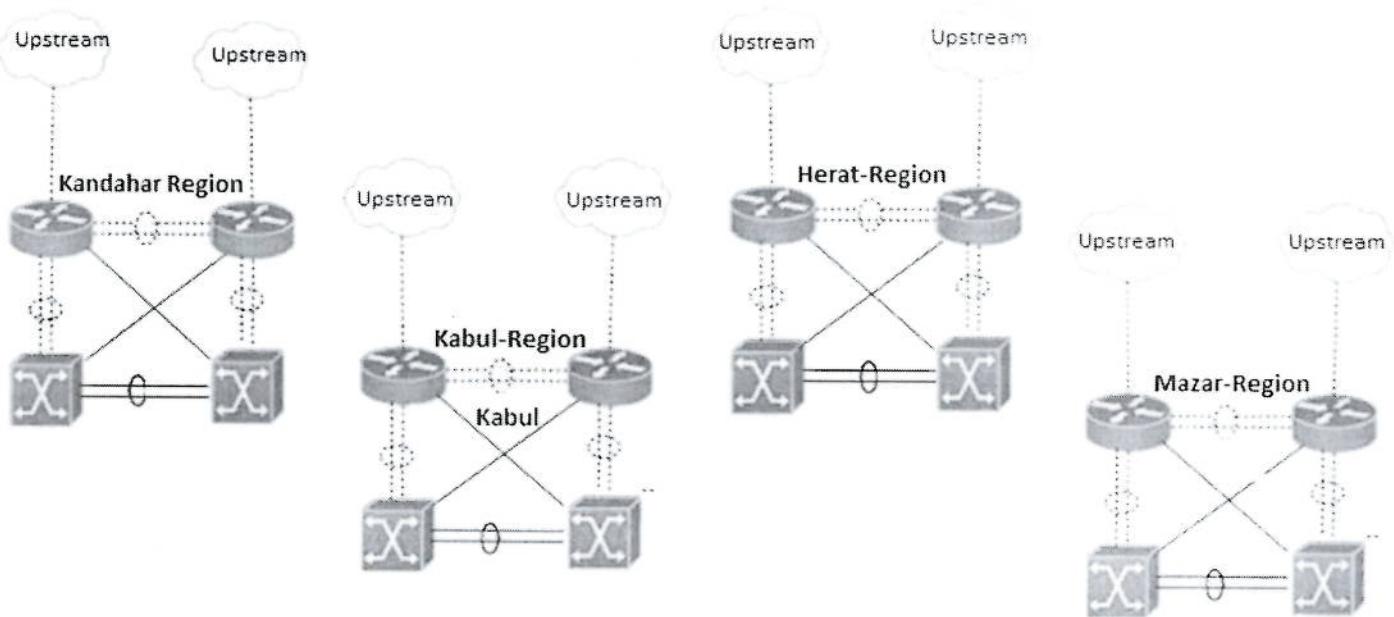 Upstream
Upstream
Kandahar Region
Upstream
Upstream
Kabul-Region
Kabul
Upstream
Upstream
Herat-Region
Upstream
Upstream
Mazar-Region